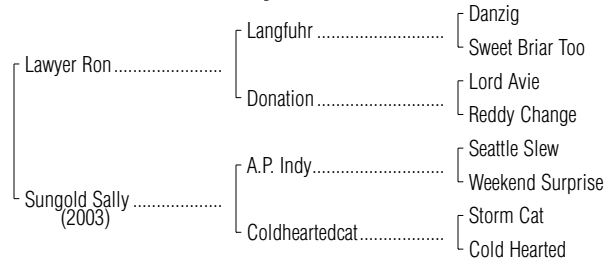 Danzig
Langfuhr ........................
Sweet Briar Too
Lawyer Ron......................
Lord Avie
Donation ........................
Reddy Change
Seattle Slew
A.P. Indy.........................
Weekend Surprise
Sungold Sally ..................
(2003)
Storm Cat
Coldheartedcat................
Cold Hearted